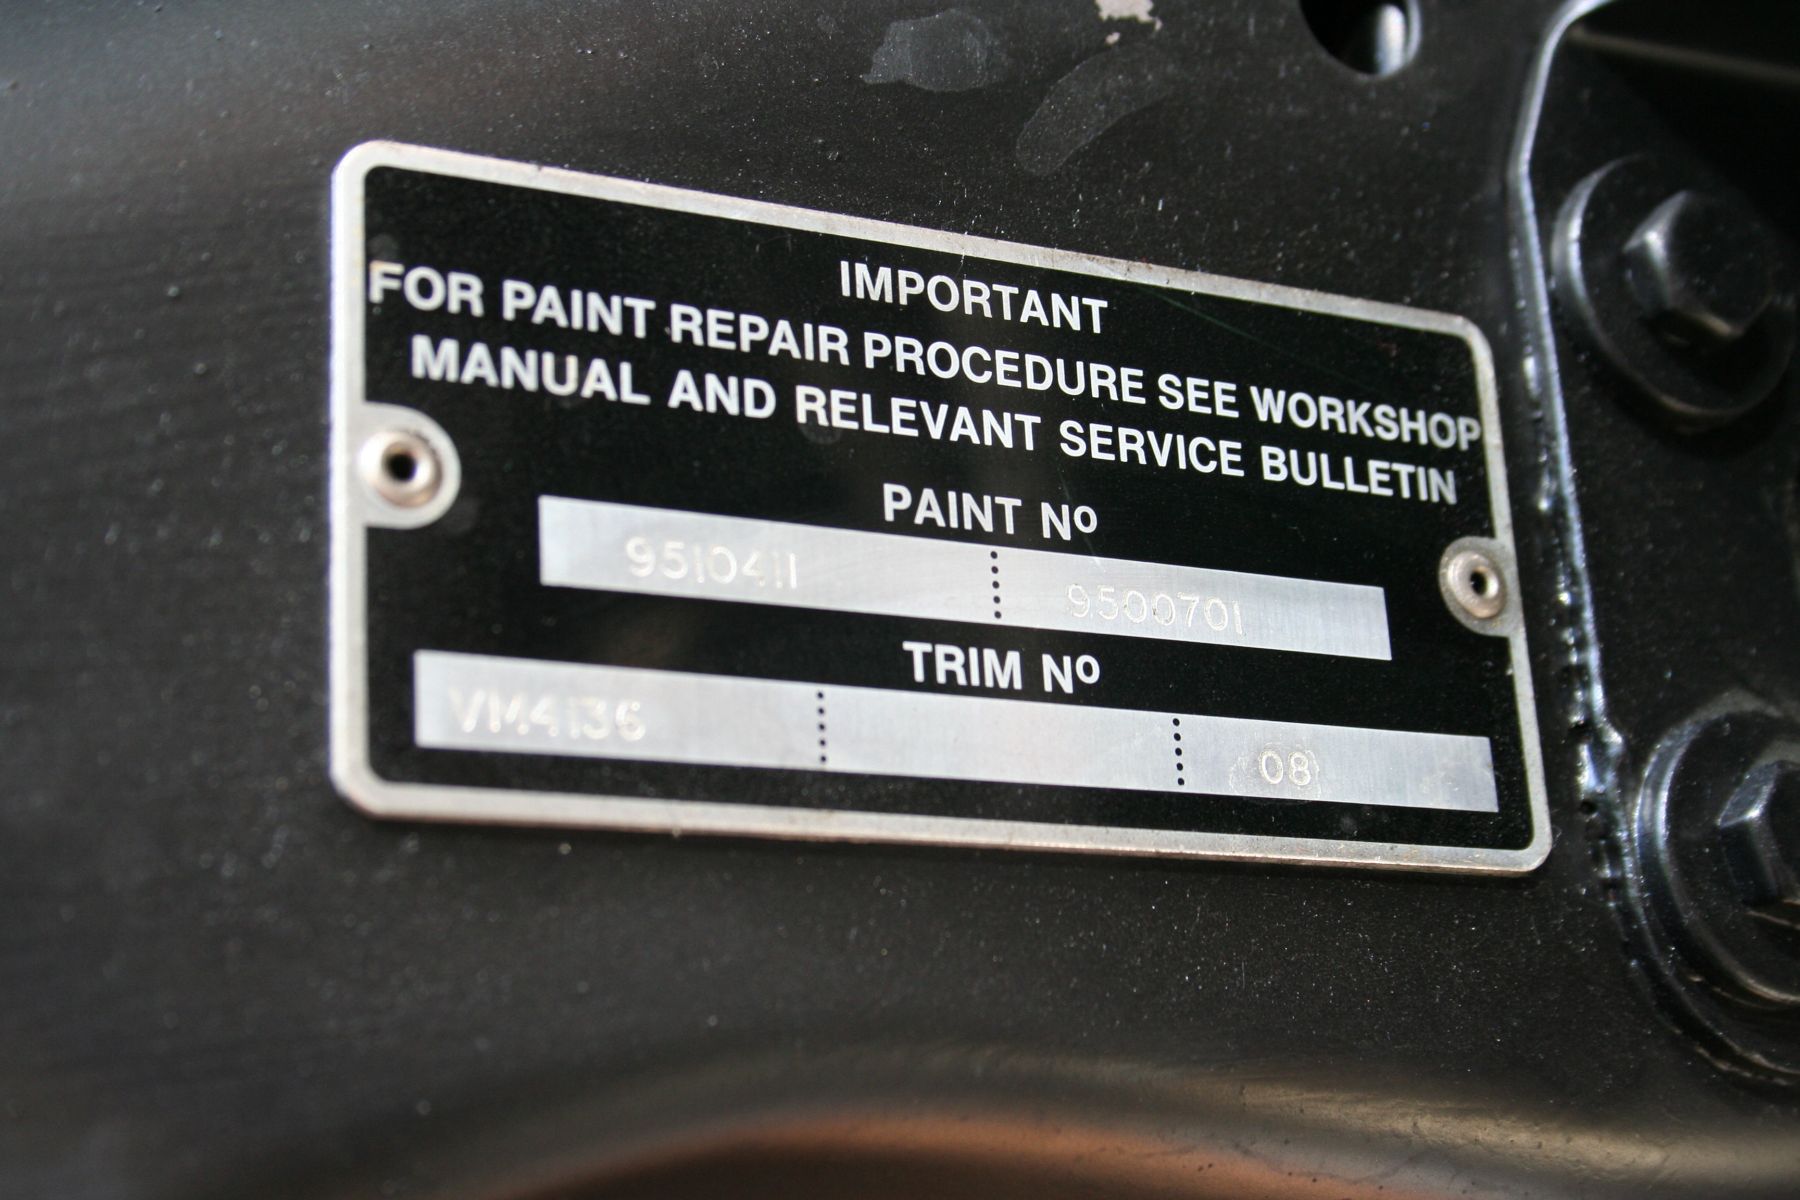 IMPORTANT
FOR PAINT REPAIR PROCEDURE SEE WORKSHOP
MANUAL AND RELEVANT SERVICE BULLETIN
PAINT Nº
9510411 9500701
TRIM Nº
VM4136 08